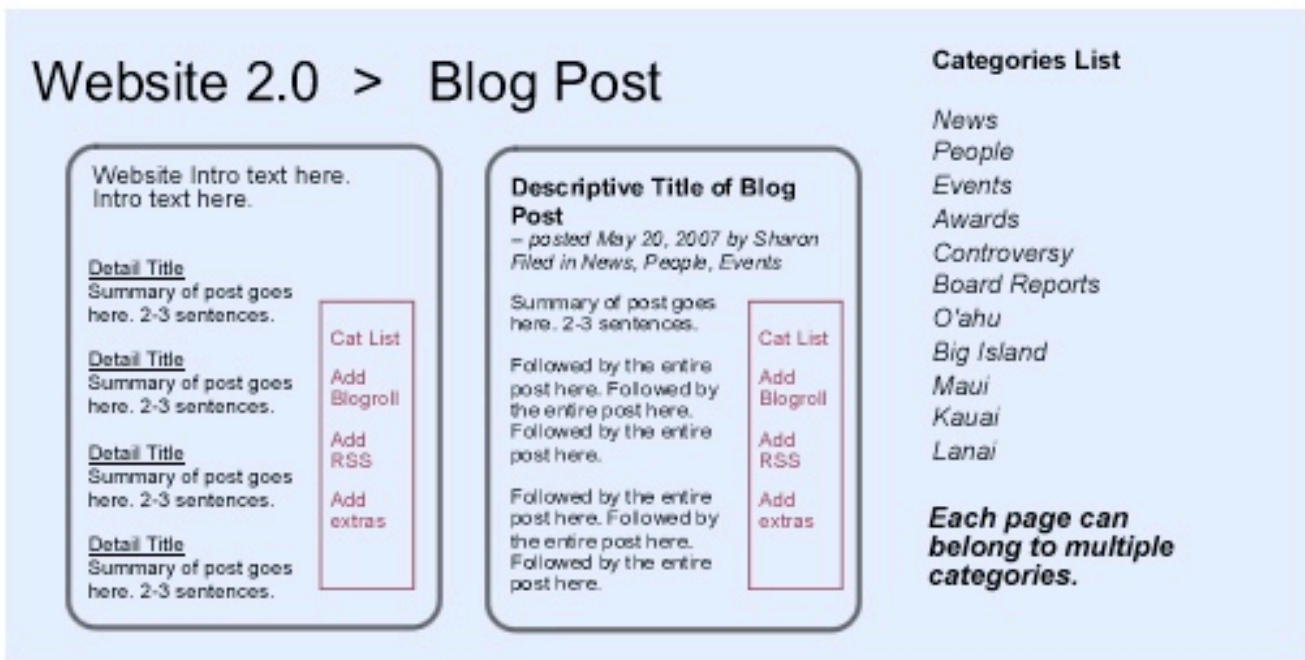 Website 2.0 > Blog Post
Website Intro text here.
Intro text here.
Detail Title
Summary of post goes
here. 2-3 sentences.
Detail Title
Summary of post goes
here. 2-3 sentences.
Detail Title
Summary of post goes
here. 2-3 sentences.
Detail Title
Summary of post goes
here. 2-3 sentences.
Cat List
Add
Blogroll
Add
RSS
Add
extras
Descriptive Title of Blog
Post
– posted May 20, 2007 by Sharon
Filed in News, People, Events
Summary of post goes
here. 2-3 sentences.
Followed by the entire
post here. Followed by
the entire post here.
Followed by the entire
post here.
Followed by the entire
post here. Followed by
the entire post here.
Followed by the entire
post here.
Cat List
Add
Blogroll
Add
RSS
Add
extras
Categories List
News
People
Events
Awards
Controversy
Board Reports
O'ahu
Big Island
Maui
Kauai
Lanai
Each page can
belong to multiple
categories.